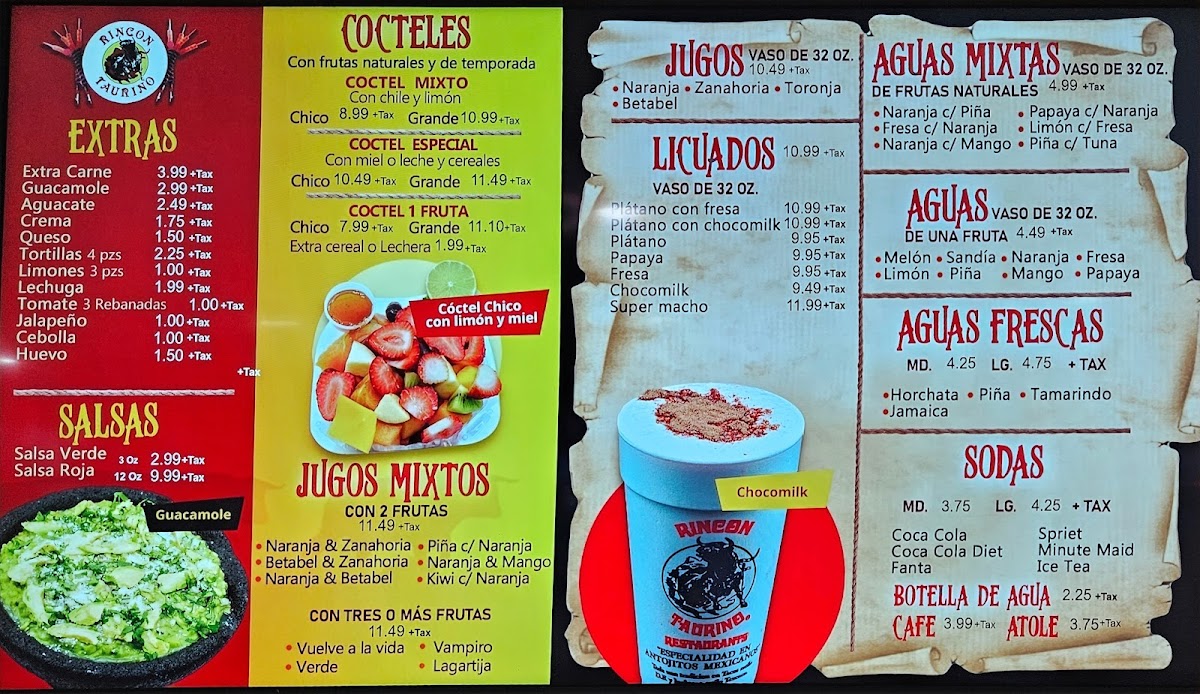 RINCON
TAURINO
EXTRAS
Extra Carne 3.99 +Tax
Guacamole 2.99 +Tax
Aguacate 2.49 +Tax
Crema 1.75 +Tax
Queso 1.50 +Tax
Tortillas 4 pzs 2.25 +Tax
Limones 3 pzs 1.00 +Tax
Lechuga 1.99 +Tax
Tomate 3 Rebanadas 1.00 +Tax
Jalapeño 1.00 +Tax
Cebolla 1.00 +Tax
Huevo 1.50 +Tax
+Tax
SALSAS
Salsa Verde 3 Oz 2.99 +Tax
Salsa Roja 12 Oz 9.99 +Tax
Guacamole
COCTELES
Con frutas naturales y de temporada
COCTEL MIXTO
Con chile y limón
Chico 8.99 +Tax Grande 10.99 +Tax
COCTEL ESPECIAL
Con miel o leche y cereales
Chico 10.49 +Tax Grande 11.49 +Tax
COCTEL 1 FRUTA
Chico 7.99 +Tax Grande 11.10 +Tax
Extra cereal o Lechera 1.99 +Tax
Cóctel Chico
con limón y miel
JUGOS MIXTOS
CON 2 FRUTAS
11.49 +Tax
• Naranja & Zanahoria • Piña c/ Naranja
• Betabel & Zanahoria • Naranja & Mango
• Naranja & Betabel • Kiwi c/ Naranja
CON TRES O MÁS FRUTAS
11.49 +Tax
• Vuelve a la vida • Vampiro
• Verde • Lagartija
JUGOS VASO DE 32 OZ.
10.49 +Tax
• Naranja • Zanahoria • Toronja
• Betabel
LICUADOS 10.99 +Tax
VASO DE 32 OZ.
Plátano con fresa 10.99 +Tax
Plátano con chocomilk 10.99 +Tax
Plátano 9.95 +Tax
Papaya 9.95 +Tax
Fresa 9.95 +Tax
Chocomilk 9.49 +Tax
Super macho 11.99 +Tax
Chocomilk
RINCON
TAURINO
RESTAURANTS
"ESPECIALIDAD EN
ANTOJITOS MEXICANOS"
AGUAS MIXTAS VASO DE 32 OZ.
DE FRUTAS NATURALES 4.99 +Tax
• Naranja c/ Piña • Papaya c/ Naranja
• Fresa c/ Naranja • Limón c/ Fresa
• Naranja c/ Mango • Piña c/ Tuna
AGUAS VASO DE 32 OZ.
DE UNA FRUTA 4.49 +Tax
• Melón • Sandía • Naranja • Fresa
• Limón • Piña • Mango • Papaya
AGUAS FRESCAS
MD. 4.25 LG. 4.75 + TAX
• Horchata • Piña • Tamarindo
• Jamaica
SODAS
MD. 3.75 LG. 4.25 + TAX
Coca Cola Spriet
Coca Cola Diet Minute Maid
Fanta Ice Tea
BOTELLA DE AGUA 2.25 +Tax
CAFE 3.99 +Tax ATOLE 3.75 +Tax